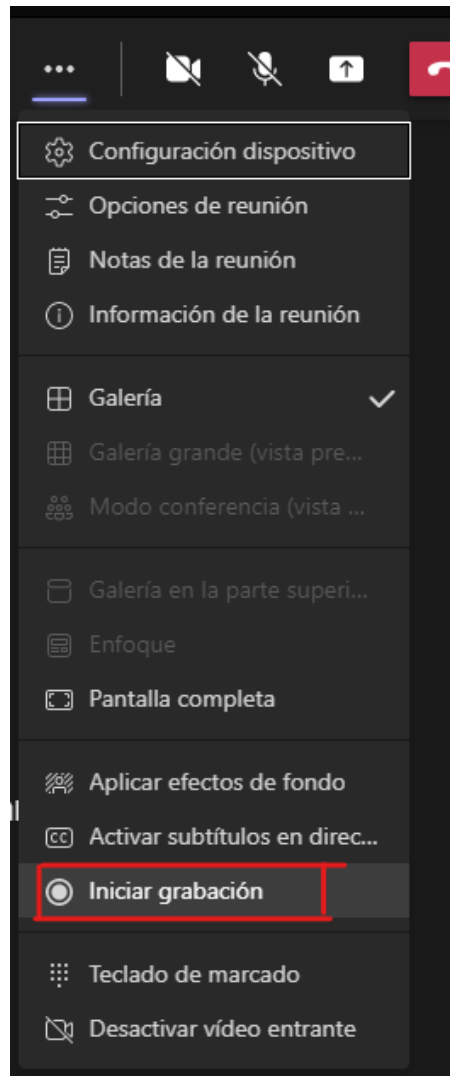 Configuración dispositivo
Opciones de reunión
Notas de la reunión
Información de la reunión
Galería
Galería grande (vista pre...
Modo conferencia (vista ...
Galería en la parte superi...
Enfoque
Pantalla completa
Aplicar efectos de fondo
CC Activar subtítulos en direc...
Iniciar grabación
Teclado de marcado
Desactivar vídeo entrante